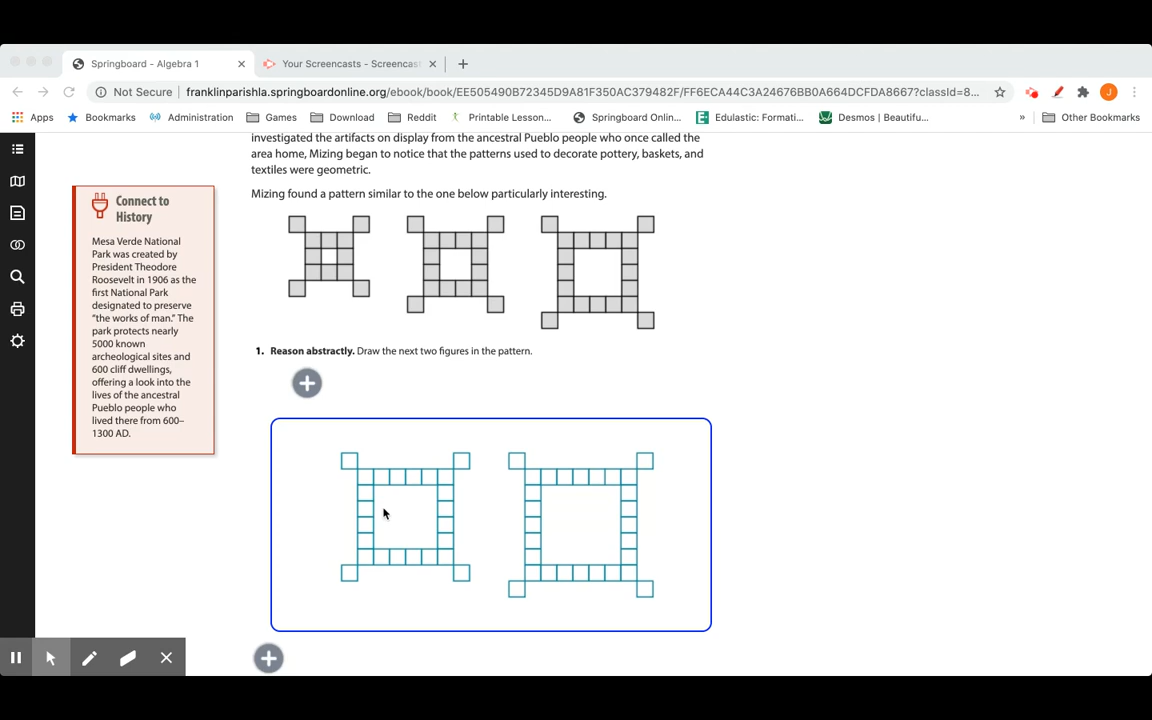 Springboard - Algebra 1
Your Screencasts - Screencast
Not Secure
franklinparishla.springboardonline.org/ebook/book/EE505490B72345D9A81F350AC379482F/FF6ECA44C3A24676BB0A664DCFDA8667?classId=8...
J
Apps
Bookmarks
Administration
Games
Download
Reddit
Printable Lesson...
Springboard Onlin...
Edulastic: Formati...
Desmos | Beautifu...
»
Other Bookmarks
investigated the artifacts on display from the ancestral Pueblo people who once called the
area home, Mizing began to notice that the patterns used to decorate pottery, baskets, and
textiles were geometric.
Mizing found a pattern similar to the one below particularly interesting.
Connect to
History
Mesa Verde National
Park was created by
President Theodore
Roosevelt in 1906 as the
first National Park
designated to preserve
“the works of man.” The
park protects nearly
5000 known
archeological sites and
600 cliff dwellings,
offering a look into the
lives of the ancestral
Pueblo people who
lived there from 600–
1300 AD.
1. Reason abstractly. Draw the next two figures in the pattern.